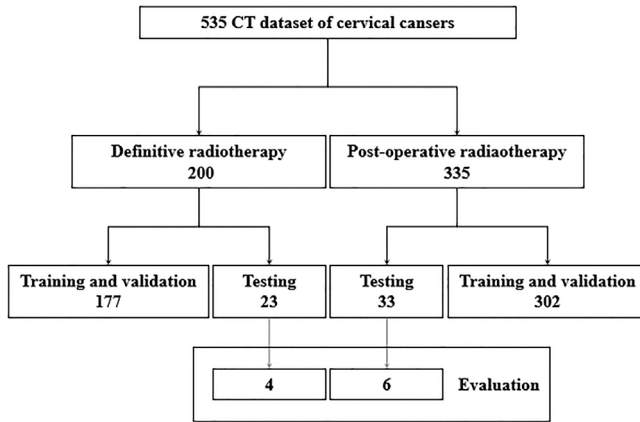 535 CT dataset of cervical cansers
Definitive radiotherapy
200
Post-operative radiaotherapy
335
Training and validation
177
Testing
23
Testing
33
Training and validation
302
4
6
Evaluation